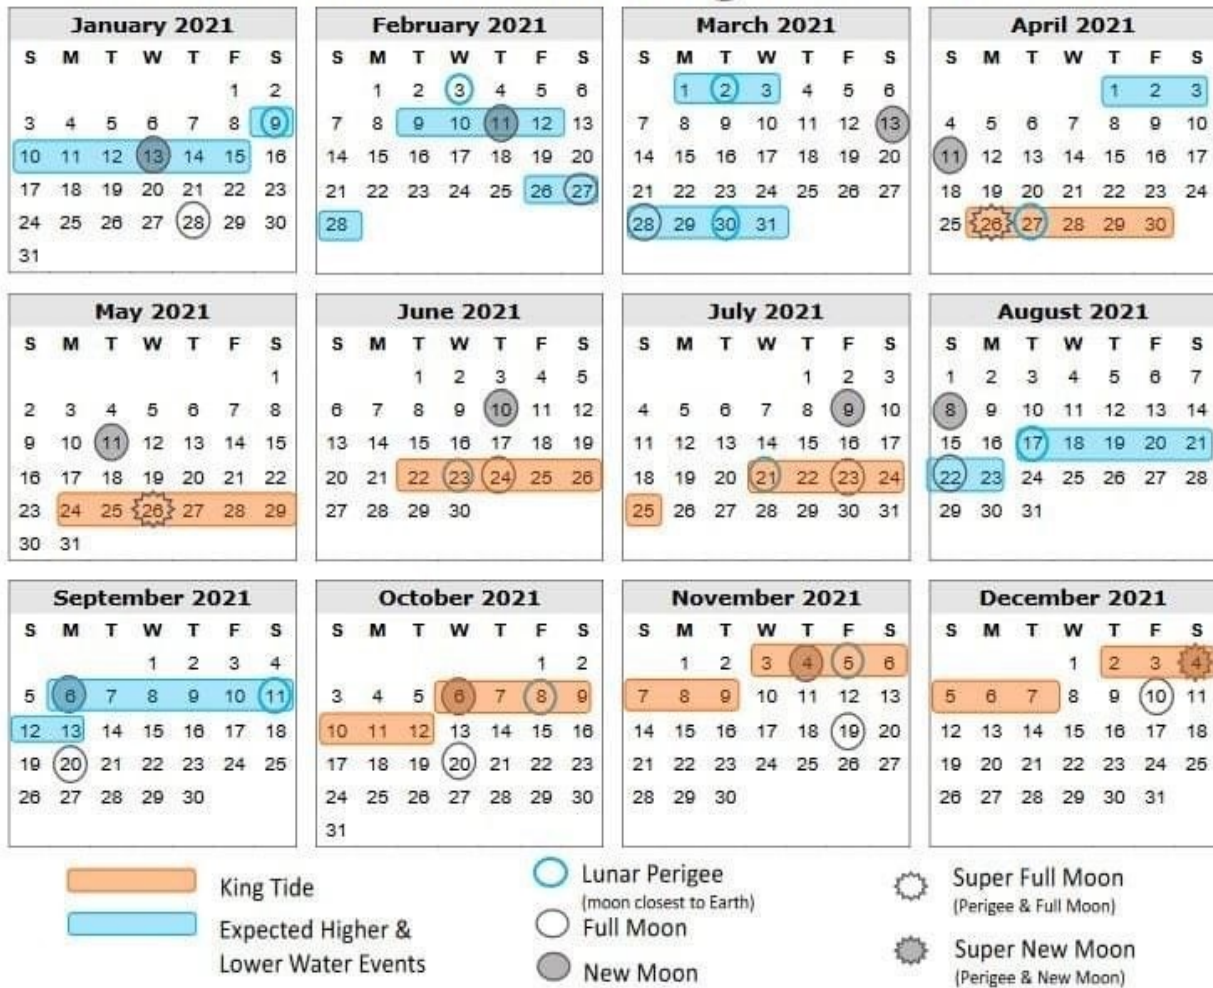 January 2021
S M T W T F S
1 2
3 4 5 6 7 8 9
10 11 12 13 14 15 16
17 18 19 20 21 22 23
24 25 26 27 28 29 30
31
February 2021
S M T W T F S
1 2 3 4 5 6
7 8 9 10 11 12 13
14 15 16 17 18 19 20
21 22 23 24 25 26 27
28
March 2021
S M T W T F S
1 2 3 4 5 6
7 8 9 10 11 12 13
14 15 16 17 18 19 20
21 22 23 24 25 26 27
28 29 30 31
April 2021
S M T W T F S
1 2 3
4 5 6 7 8 9 10
11 12 13 14 15 16 17
18 19 20 21 22 23 24
25 26 27 28 29 30
May 2021
S M T W T F S
1
2 3 4 5 6 7 8
9 10 11 12 13 14 15
16 17 18 19 20 21 22
23 24 25 26 27 28 29
30 31
June 2021
S M T W T F S
1 2 3 4 5
6 7 8 9 10 11 12
13 14 15 16 17 18 19
20 21 22 23 24 25 26
27 28 29 30
July 2021
S M T W T F S
1 2 3
4 5 6 7 8 9 10
11 12 13 14 15 16 17
18 19 20 21 22 23 24
25 26 27 28 29 30 31
August 2021
S M T W T F S
1 2 3 4 5 6 7
8 9 10 11 12 13 14
15 16 17 18 19 20 21
22 23 24 25 26 27 28
29 30 31
September 2021
S M T W T F S
1 2 3 4
5 6 7 8 9 10 11
12 13 14 15 16 17 18
19 20 21 22 23 24 25
26 27 28 29 30
October 2021
S M T W T F S
1 2
3 4 5 6 7 8 9
10 11 12 13 14 15 16
17 18 19 20 21 22 23
24 25 26 27 28 29 30
31
November 2021
S M T W T F S
1 2 3 4 5 6
7 8 9 10 11 12 13
14 15 16 17 18 19 20
21 22 23 24 25 26 27
28 29 30
December 2021
S M T W T F S
1 2 3 4
5 6 7 8 9 10 11
12 13 14 15 16 17 18
19 20 21 22 23 24 25
26 27 28 29 30 31
King Tide
Expected Higher &
Lower Water Events
Lunar Perigee
(moon closest to Earth)
Full Moon
New Moon
Super Full Moon
(Perigee & Full Moon)
Super New Moon
(Perigee & New Moon)